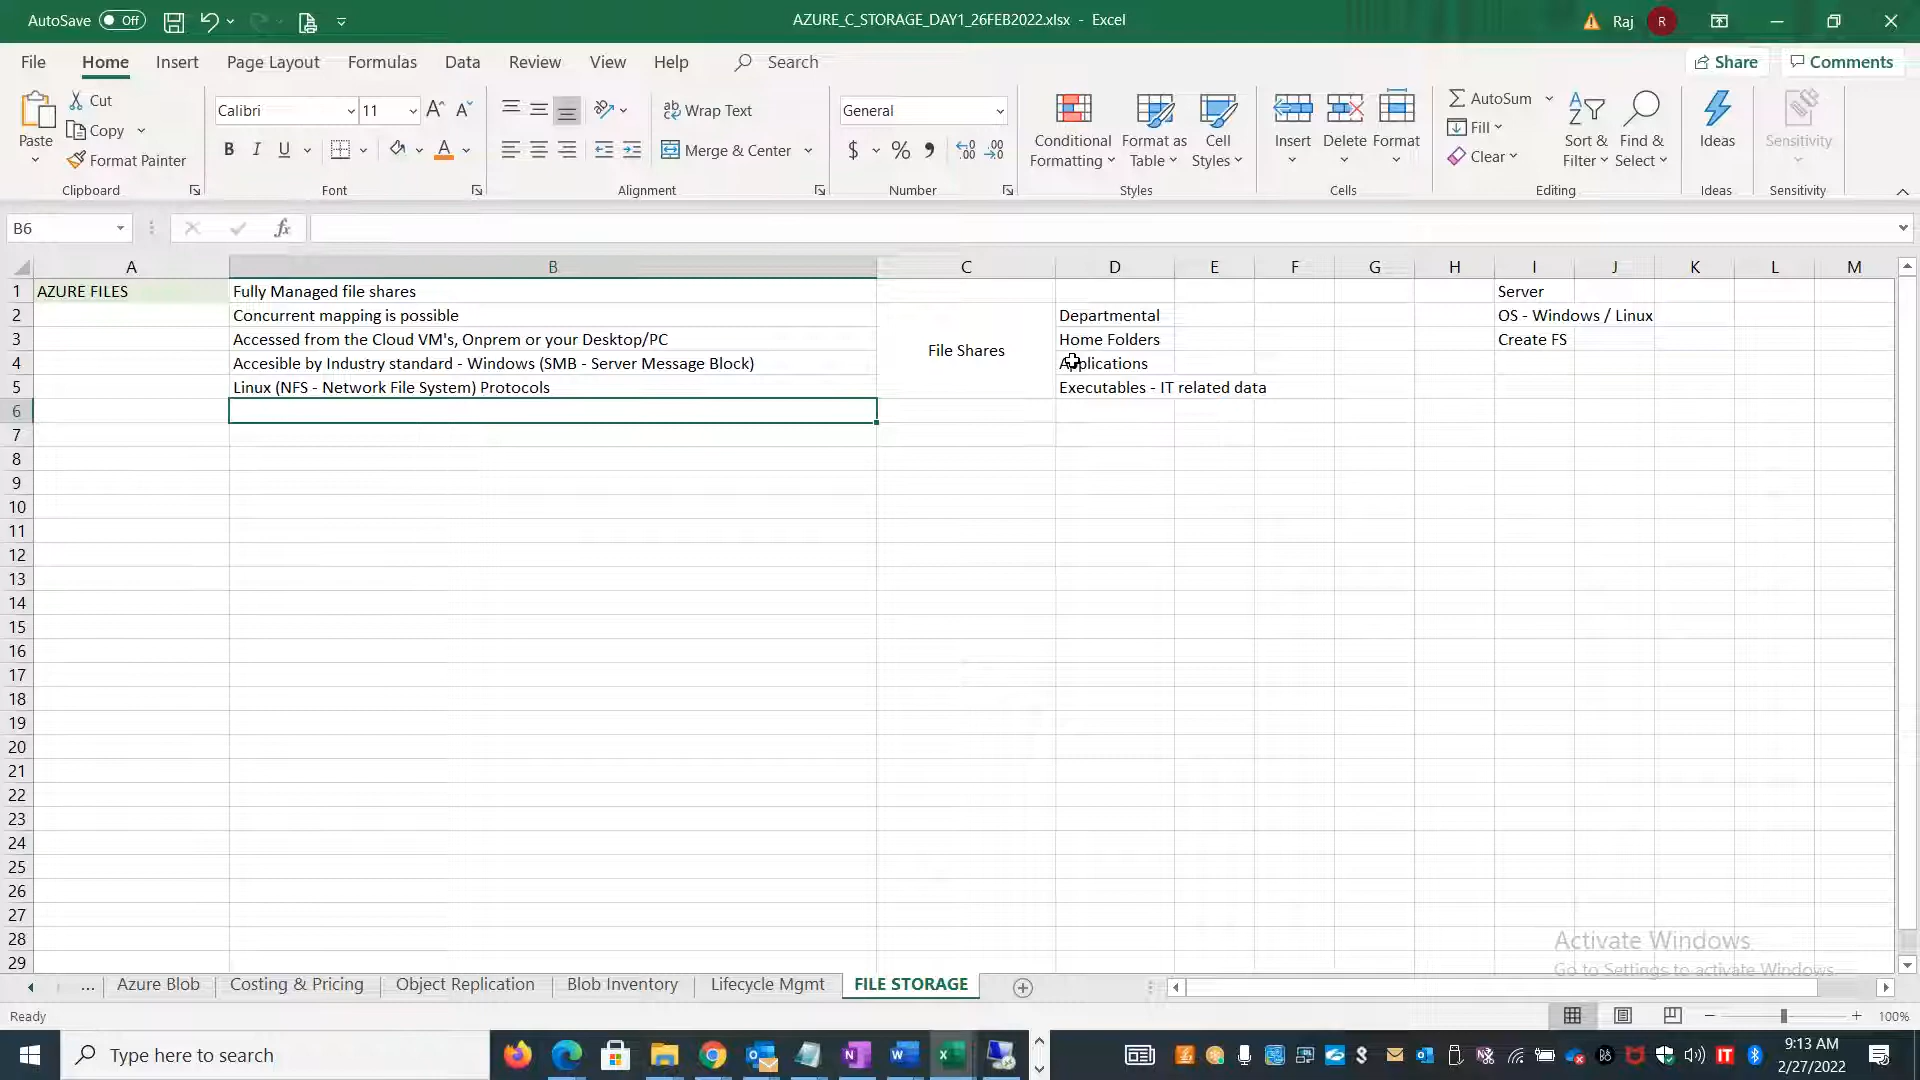 AutoSave Off AZURE_C_STORAGE_DAY1_26FEB2022.xlsx - Excel Raj R
File Home Insert Page Layout Formulas Data Review View Help Search Share Comments
Paste Cut Copy Format Painter
Calibri 11 B I U A
Wrap Text Merge & Center
General $ % 9
Conditional Formatting Format as Table Cell Styles
Insert Delete Format
AutoSum Fill Clear Sort & Filter Find & Select
Ideas Sensitivity
Clipboard Font Alignment Number Styles Cells Editing Ideas Sensitivity
B6 fx
A B C D E F G H I J K L M
1 AZURE FILES Fully Managed file shares Server
2 Concurrent mapping is possible Departmental OS - Windows / Linux
3 Accessed from the Cloud VM's, Onprem or your Desktop/PC File Shares Home Folders Create FS
4 Accesible by Industry standard - Windows (SMB - Server Message Block) Applications
5 Linux (NFS - Network File System) Protocols Executables - IT related data
6
7
8
9
10
11
12
13
14
15
16
17
18
19
20
21
22
23
24
25
26
27
28
29
Activate Windows
Go to Settings to activate Windows.
... Azure Blob Costing & Pricing Object Replication Blob Inventory Lifecycle Mgmt FILE STORAGE
Ready 100%
Type here to search 9:13 AM
2/27/2022